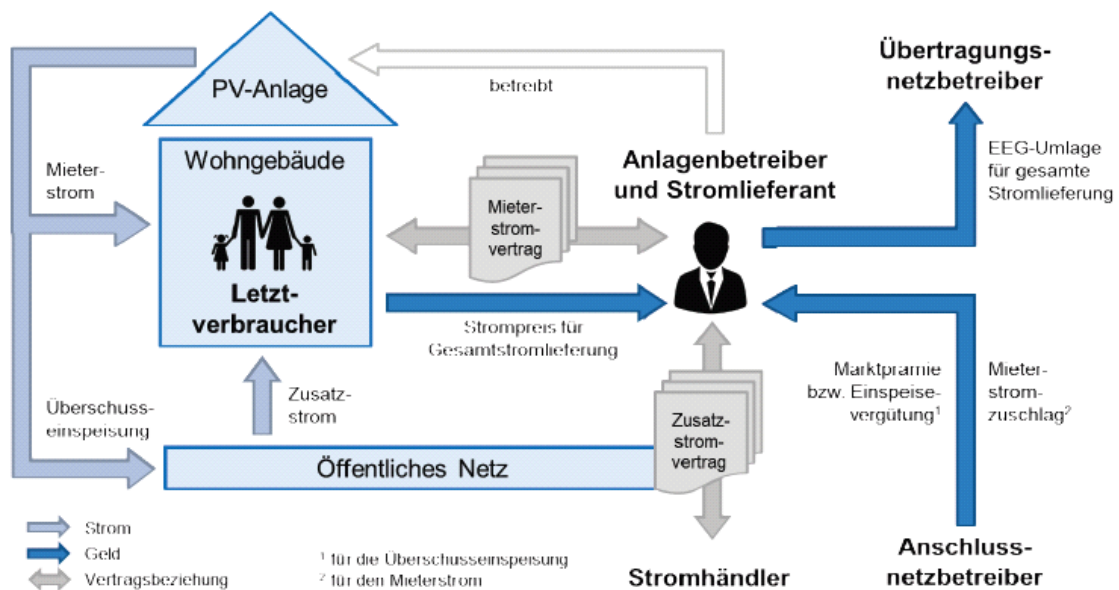 PV-Anlage
betreibt
Übertragungs-
netzbetreiber
EEG-Umlage
für gesamte
Stromlieferung
Mieter-
strom
Wohngebäude
Letzt-
verbraucher
Mieter-
strom-
vertrag
Anlagenbetreiber
und Stromlieferant
Strompreis für
Gesamtstromlieferung
Marktprämie
bzw. Einspeise-
vergütung¹
Mieter-
strom-
zuschlag²
Überschuss-
einspeisung
Zusatz-
strom
Zusatz-
strom-
vertrag
Öffentliches Netz
Strom
Geld
Vertragsbeziehung
¹ für die Überschusseinspeisung
² für den Mieterstrom
Stromhändler
Anschluss-
netzbetreiber